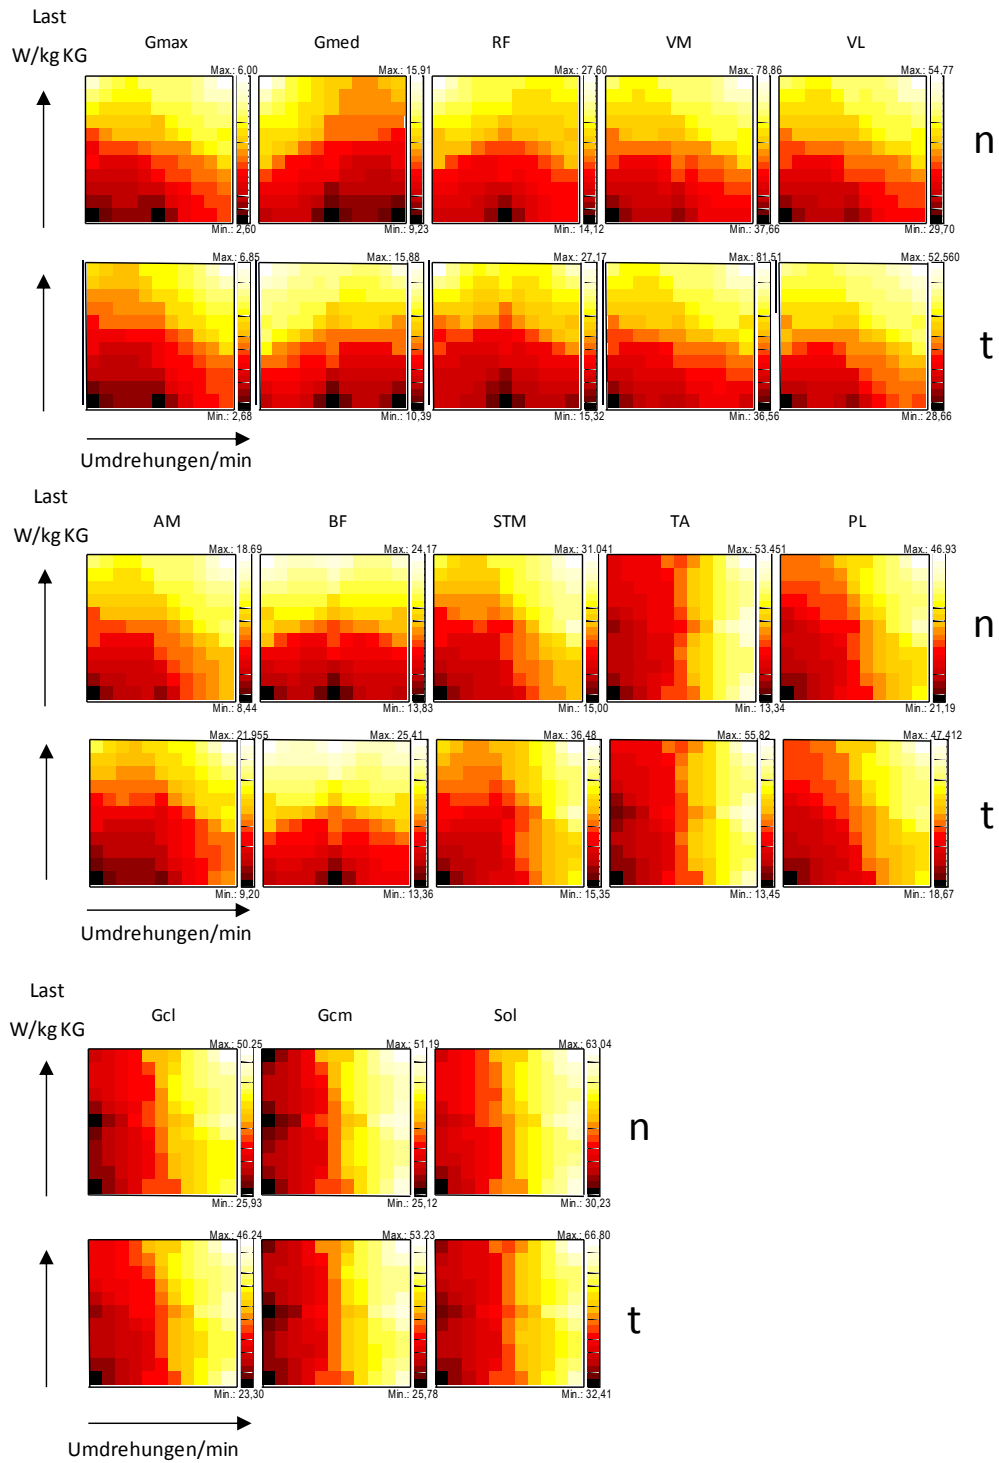 Last
W/kg KG
Gmax Gmed RF VM VL
Max.: 6,00 Max.: 15,91 Max.: 27,60 Max.: 78,86 Max.: 54,77
n
Min.: 2,60 Min.: 9,23 Min.: 14,12 Min.: 37,66 Min.: 29,70
Max.: 6,85 Max.: 15,88 Max.: 27,17 Max.: 81,51 Max.: 52,560
t
Min.: 2,68 Min.: 10,39 Min.: 15,32 Min.: 36,56 Min.: 28,66
Umdrehungen/min
Last
W/kg KG
AM BF STM TA PL
Max.: 18.69 Max.: 24,17 Max.: 31.041 Max.: 53.451 Max.: 46.93
n
Min.: 8,44 Min.: 13,83 Min.: 15,00 Min.: 13,34 Min.: 21,19
Max.: 21,955 Max.: 25,41 Max.: 36,48 Max.: 55,82 Max.: 47,412
t
Min.: 9,20 Min.: 13,36 Min.: 15,35 Min.: 13,45 Min.: 18,67
Umdrehungen/min
Last
W/kg KG
Gcl Gcm Sol
Max.: 50.25 Max.: 51,19 Max.: 63,04
n
Min.: 25,93 Min.: 25,12 Min.: 30,23
Max.: 46.24 Max.: 53.23 Max.: 66,80
t
Min.: 23,30 Min.: 25,78 Min.: 32,41
Umdrehungen/min